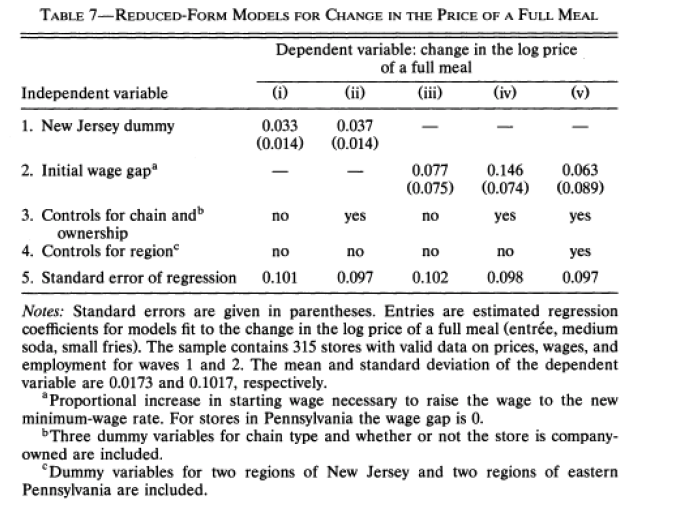 TABLE 7—REDUCED-FORM MODELS FOR CHANGE IN THE PRICE OF A FULL MEAL
Dependent variable: change in the log price
of a full meal
Independent variable (i) (ii) (iii) (iv) (v)
1. New Jersey dummy 0.033 0.037 — — —
(0.014) (0.014)
2. Initial wage gapᵃ — — 0.077 0.146 0.063
(0.075) (0.074) (0.089)
3. Controls for chain andᵇ no yes no yes yes
ownership
4. Controls for regionᶜ no no no no yes
5. Standard error of regression 0.101 0.097 0.102 0.098 0.097
Notes: Standard errors are given in parentheses. Entries are estimated regression
coefficients for models fit to the change in the log price of a full meal (entrée, medium
soda, small fries). The sample contains 315 stores with valid data on prices, wages, and
employment for waves 1 and 2. The mean and standard deviation of the dependent
variable are 0.0173 and 0.1017, respectively.
ᵃProportional increase in starting wage necessary to raise the wage to the new
minimum-wage rate. For stores in Pennsylvania the wage gap is 0.
ᵇThree dummy variables for chain type and whether or not the store is company-
owned are included.
ᶜDummy variables for two regions of New Jersey and two regions of eastern
Pennsylvania are included.